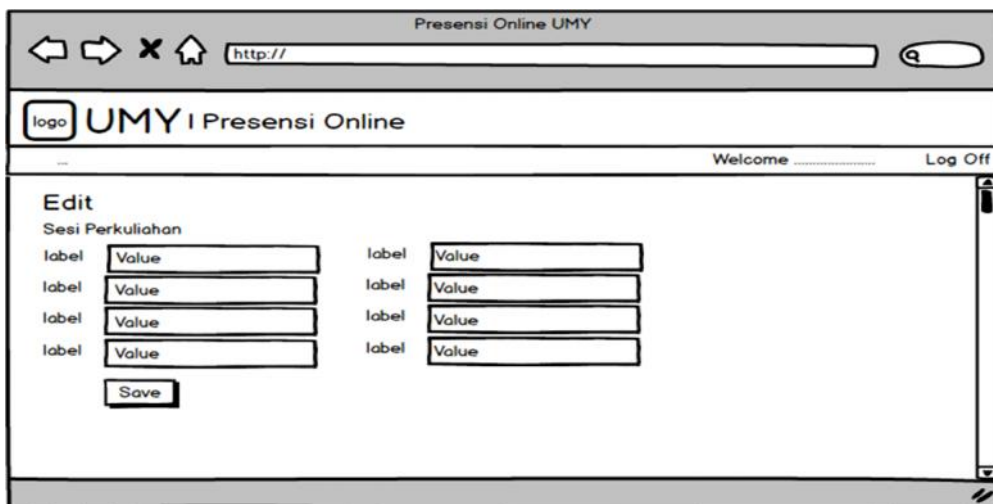 Presensi Online UMY
http://
logo UMY | Presensi Online
... Welcome ..................... Log Off
Edit
Sesi Perkuliahan
label Value label Value
label Value label Value
label Value label Value
label Value label Value
Save